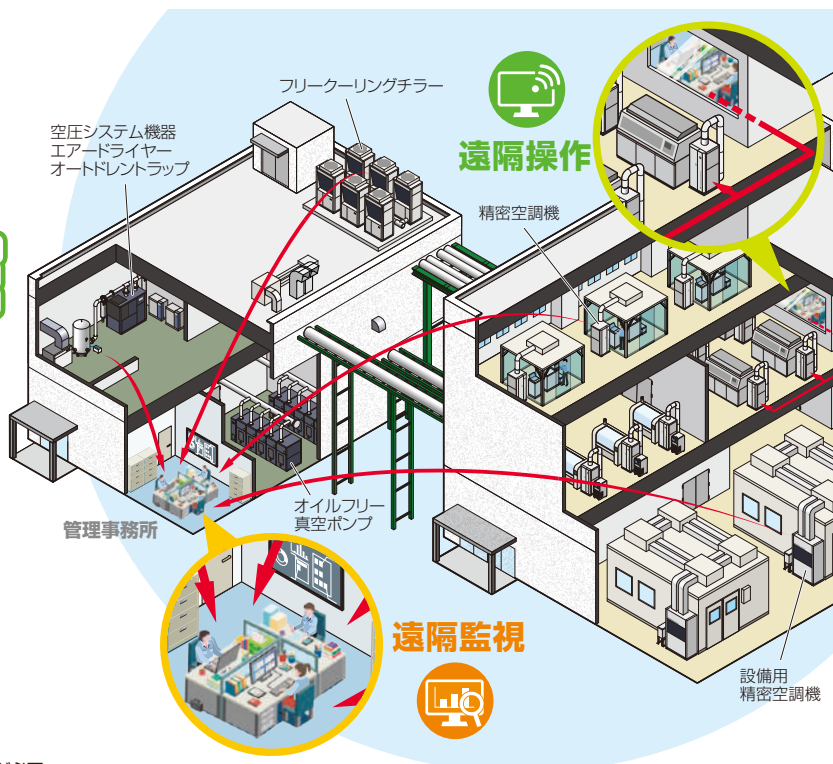 フリークーリングチラー
空圧システム機器
エアードライヤー
オートドレントラップ
遠隔操作
精密空調機
オイルフリー
真空ポンプ
管理事務所
遠隔監視
設備用
精密空調機